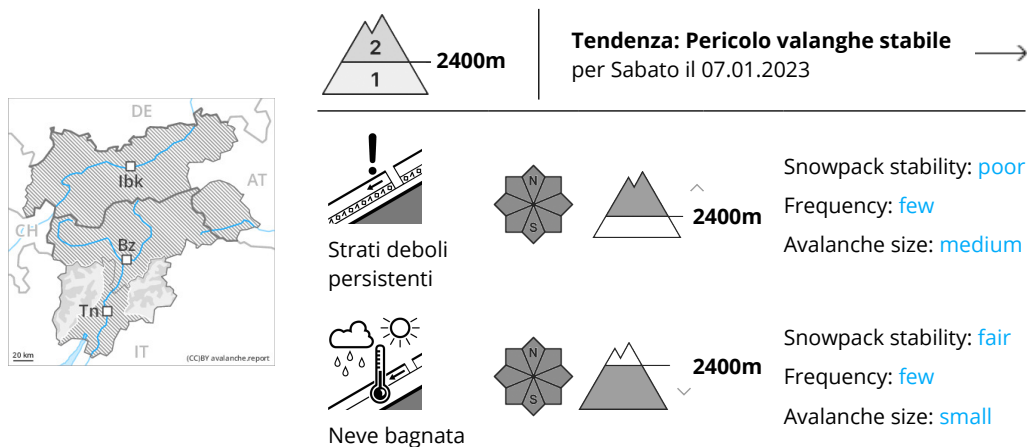 2
1
2400m
Tendenza: Pericolo valanghe stabile
per Sabato il 07.01.2023
DE
Ibk
AT
CH
Bz
Tn
IT
20 km
(CC)BY avalanche.report
Strati deboli
persistenti
N
S
2400m
Snowpack stability: poor
Frequency: few
Avalanche size: medium
Neve bagnata
N
S
2400m
Snowpack stability: fair
Frequency: few
Avalanche size: small